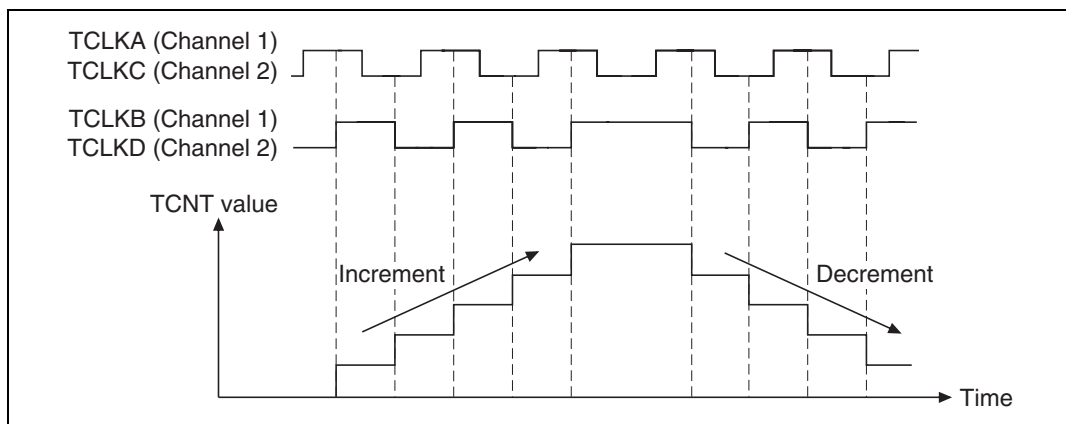 TCLKA (Channel 1)
TCLKC (Channel 2)
TCLKB (Channel 1)
TCLKD (Channel 2)
TCNT value
Increment
Decrement
Time